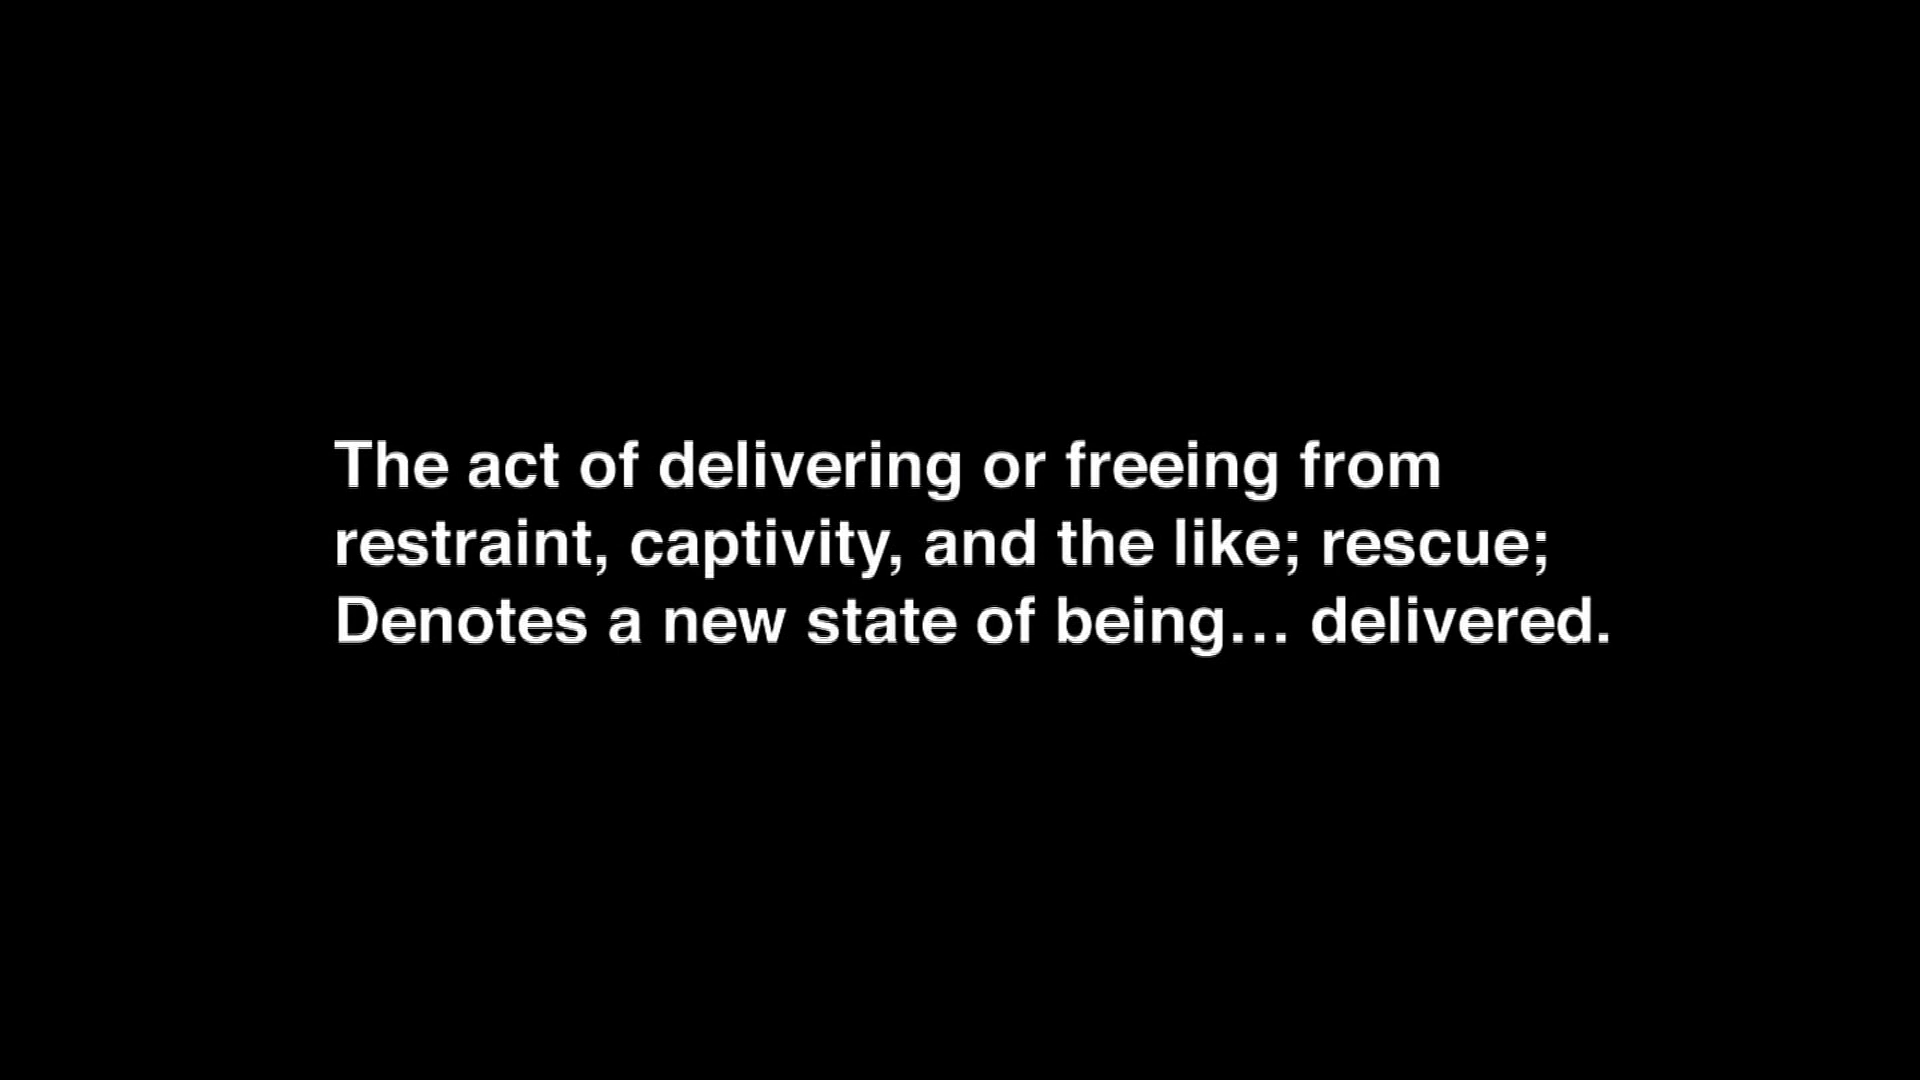 The act of delivering or freeing from
restraint, captivity, and the like; rescue;
Denotes a new state of being… delivered.